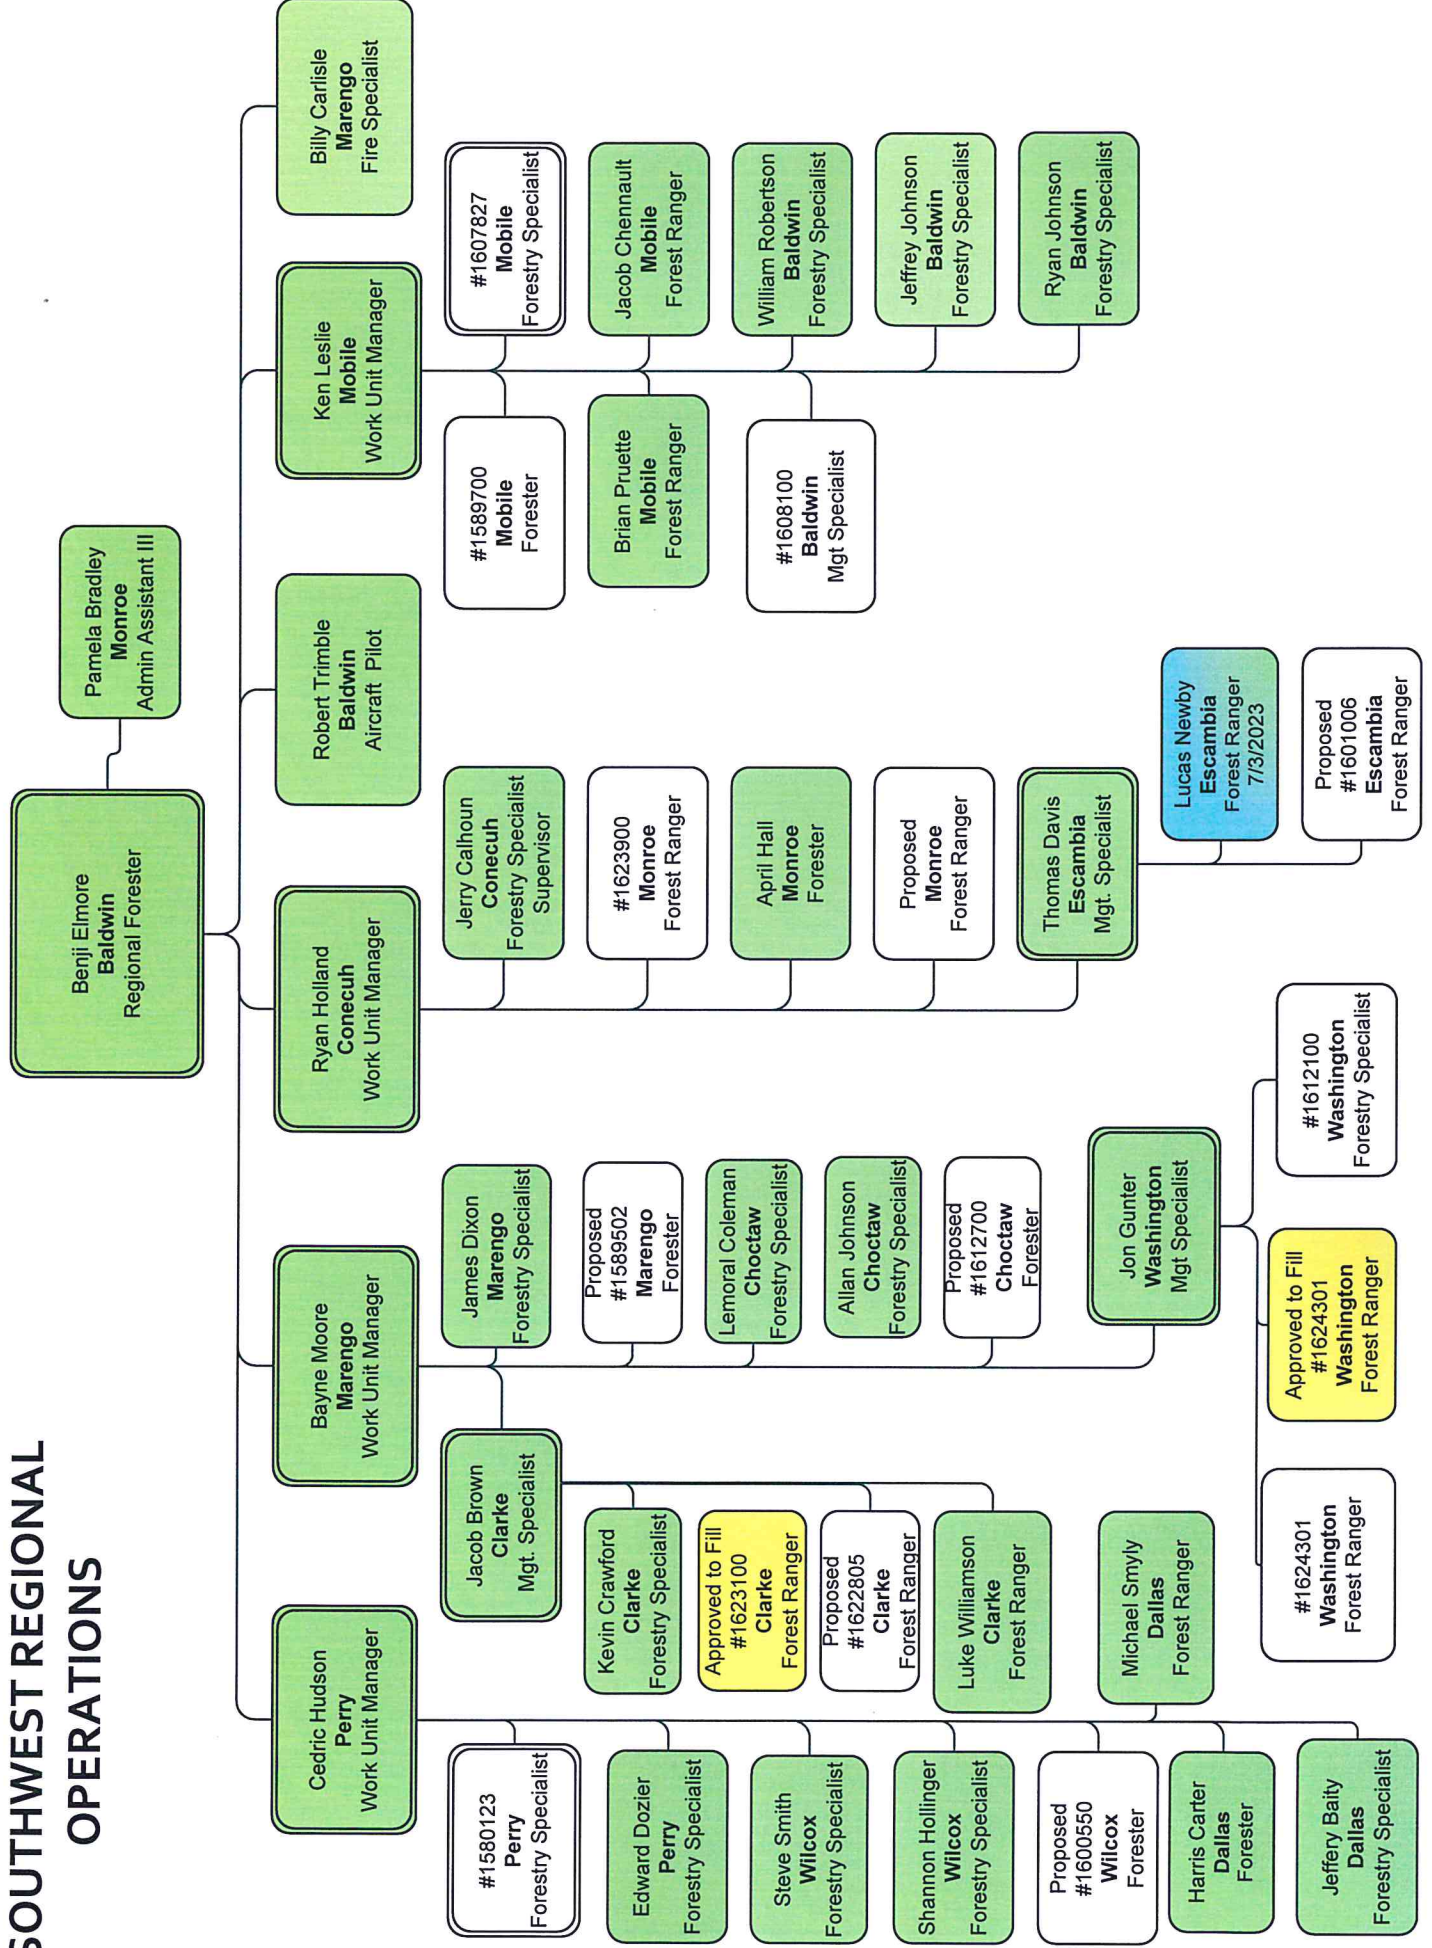 SOUTHWEST REGIONAL
OPERATIONS
Benji Elmore
Baldwin
Regional Forester
Pamela Bradley
Monroe
Admin Assistant III
Cedric Hudson
Perry
Work Unit Manager
Bayne Moore
Marengo
Work Unit Manager
Ryan Holland
Conecuh
Work Unit Manager
Robert Trimble
Baldwin
Aircraft Pilot
Ken Leslie
Mobile
Work Unit Manager
Billy Carlisle
Marengo
Fire Specialist
#1580123
Perry
Forestry Specialist
Edward Dozier
Perry
Forestry Specialist
Steve Smith
Wilcox
Forestry Specialist
Shannon Hollinger
Wilcox
Forestry Specialist
Proposed
#1600550
Wilcox
Forester
Harris Carter
Dallas
Forester
Jeffery Baity
Dallas
Forestry Specialist
Michael Smyly
Dallas
Forest Ranger
Jacob Brown
Clarke
Mgt. Specialist
Kevin Crawford
Clarke
Forestry Specialist
Approved to Fill
#1623100
Clarke
Forest Ranger
Proposed
#1622805
Clarke
Forest Ranger
Luke Williamson
Clarke
Forest Ranger
James Dixon
Marengo
Forestry Specialist
Proposed
#1589502
Marengo
Forester
Lemoral Coleman
Choctaw
Forestry Specialist
Allan Johnson
Choctaw
Forestry Specialist
Proposed
#1612700
Choctaw
Forester
Jon Gunter
Washington
Mgt Specialist
#1624301
Washington
Forest Ranger
Approved to Fill
#1624301
Washington
Forest Ranger
#1612100
Washington
Forestry Specialist
Jerry Calhoun
Conecuh
Forestry Specialist
Supervisor
#1623900
Monroe
Forest Ranger
April Hall
Monroe
Forester
Proposed
Monroe
Forest Ranger
Thomas Davis
Escambia
Mgt. Specialist
Lucas Newby
Escambia
Forest Ranger
7/3/2023
Proposed
#1601006
Escambia
Forest Ranger
#1589700
Mobile
Forester
#1607827
Mobile
Forestry Specialist
Brian Pruette
Mobile
Forest Ranger
Jacob Chennault
Mobile
Forest Ranger
#1608100
Baldwin
Mgt Specialist
William Robertson
Baldwin
Forestry Specialist
Jeffrey Johnson
Baldwin
Forestry Specialist
Ryan Johnson
Baldwin
Forestry Specialist